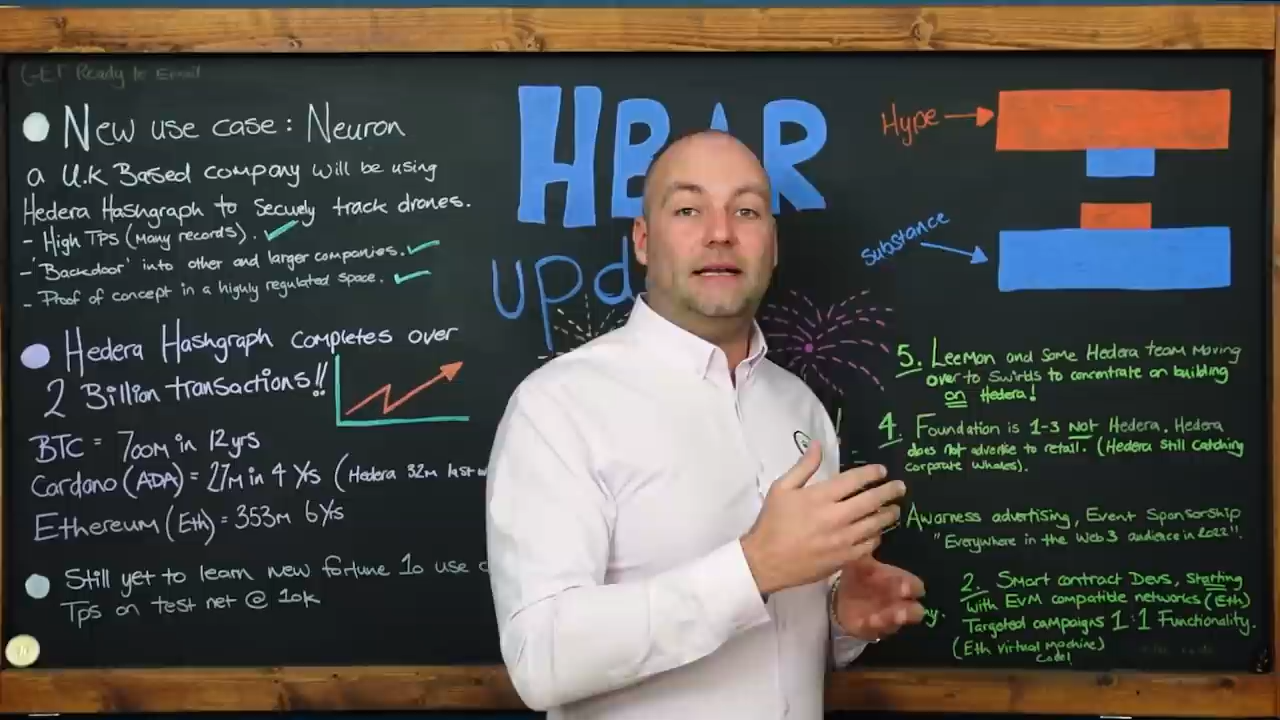 GET Ready to Email
New use case: Neuron
a U.K Based company will be using
Hedera Hashgraph to Securely track drones.
- High TPS (Many records).
- 'Backdoor' into other and larger companies.
- Proof of concept in a highly regulated space.
Hedera Hashgraph completes over
2 Billion transactions!!
BTC = 700m in 12yrs
Cardano (ADA) = 27m in 4 Yrs (Hedera 32m last
Ethereum (Eth) = 353m 6Yrs
Still yet to learn new fortune 10 use
Tps on test net @ 10k
HBAR
upd
Hype
Substance
5. Leemon and some Hedera team moving
over to Swirlds to concentrate on building
on Hedera!
4. Foundation is 1-3 NOT Hedera. Hedera
does not advertise to retail. (Hedera Still Catching
corporate whales).
Awarness advertising, Event Sponsorship
"Everywhere in the Web3 audience in 2022"!
2. Smart contract Devs, starting
with EVM compatible networks (Eth)
Targeted campaigns 1:1 Functionality.
(Eth Virtual Machine)
Code!